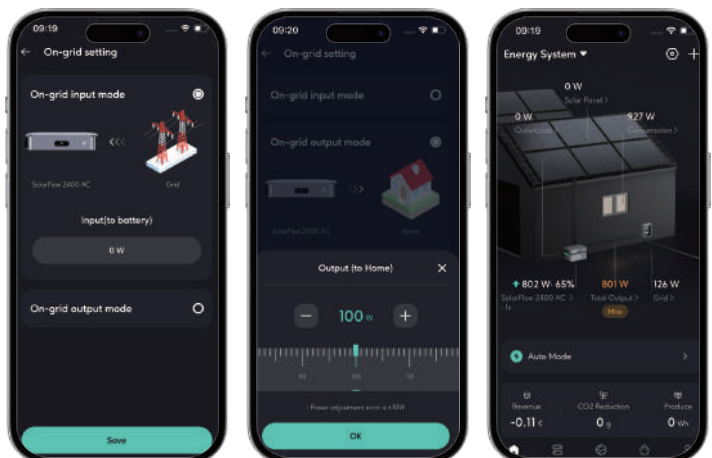 09:19
On-grid setting
On-grid input mode
SolarFlow 2400 AC
Grid
Input(to battery)
0 W
On-grid output mode
Save
09:20
On-grid setting
On-grid input mode
On-grid output mode
SolarFlow 2400 AC
Home
Output (to Home)
100 W
90
100
110
Power adjustment error is ±10W
OK
09:19
Energy System
0 W
Solar Panel >
0 W
927 W
Consumption >
802 W· 65%
801 W
126 W
SolarFlow 2400 AC >
Total Output >
Grid >
Auto Mode
Revenue
CO2 Reduction
Produce
-0.11 €
0 g
0 Wh